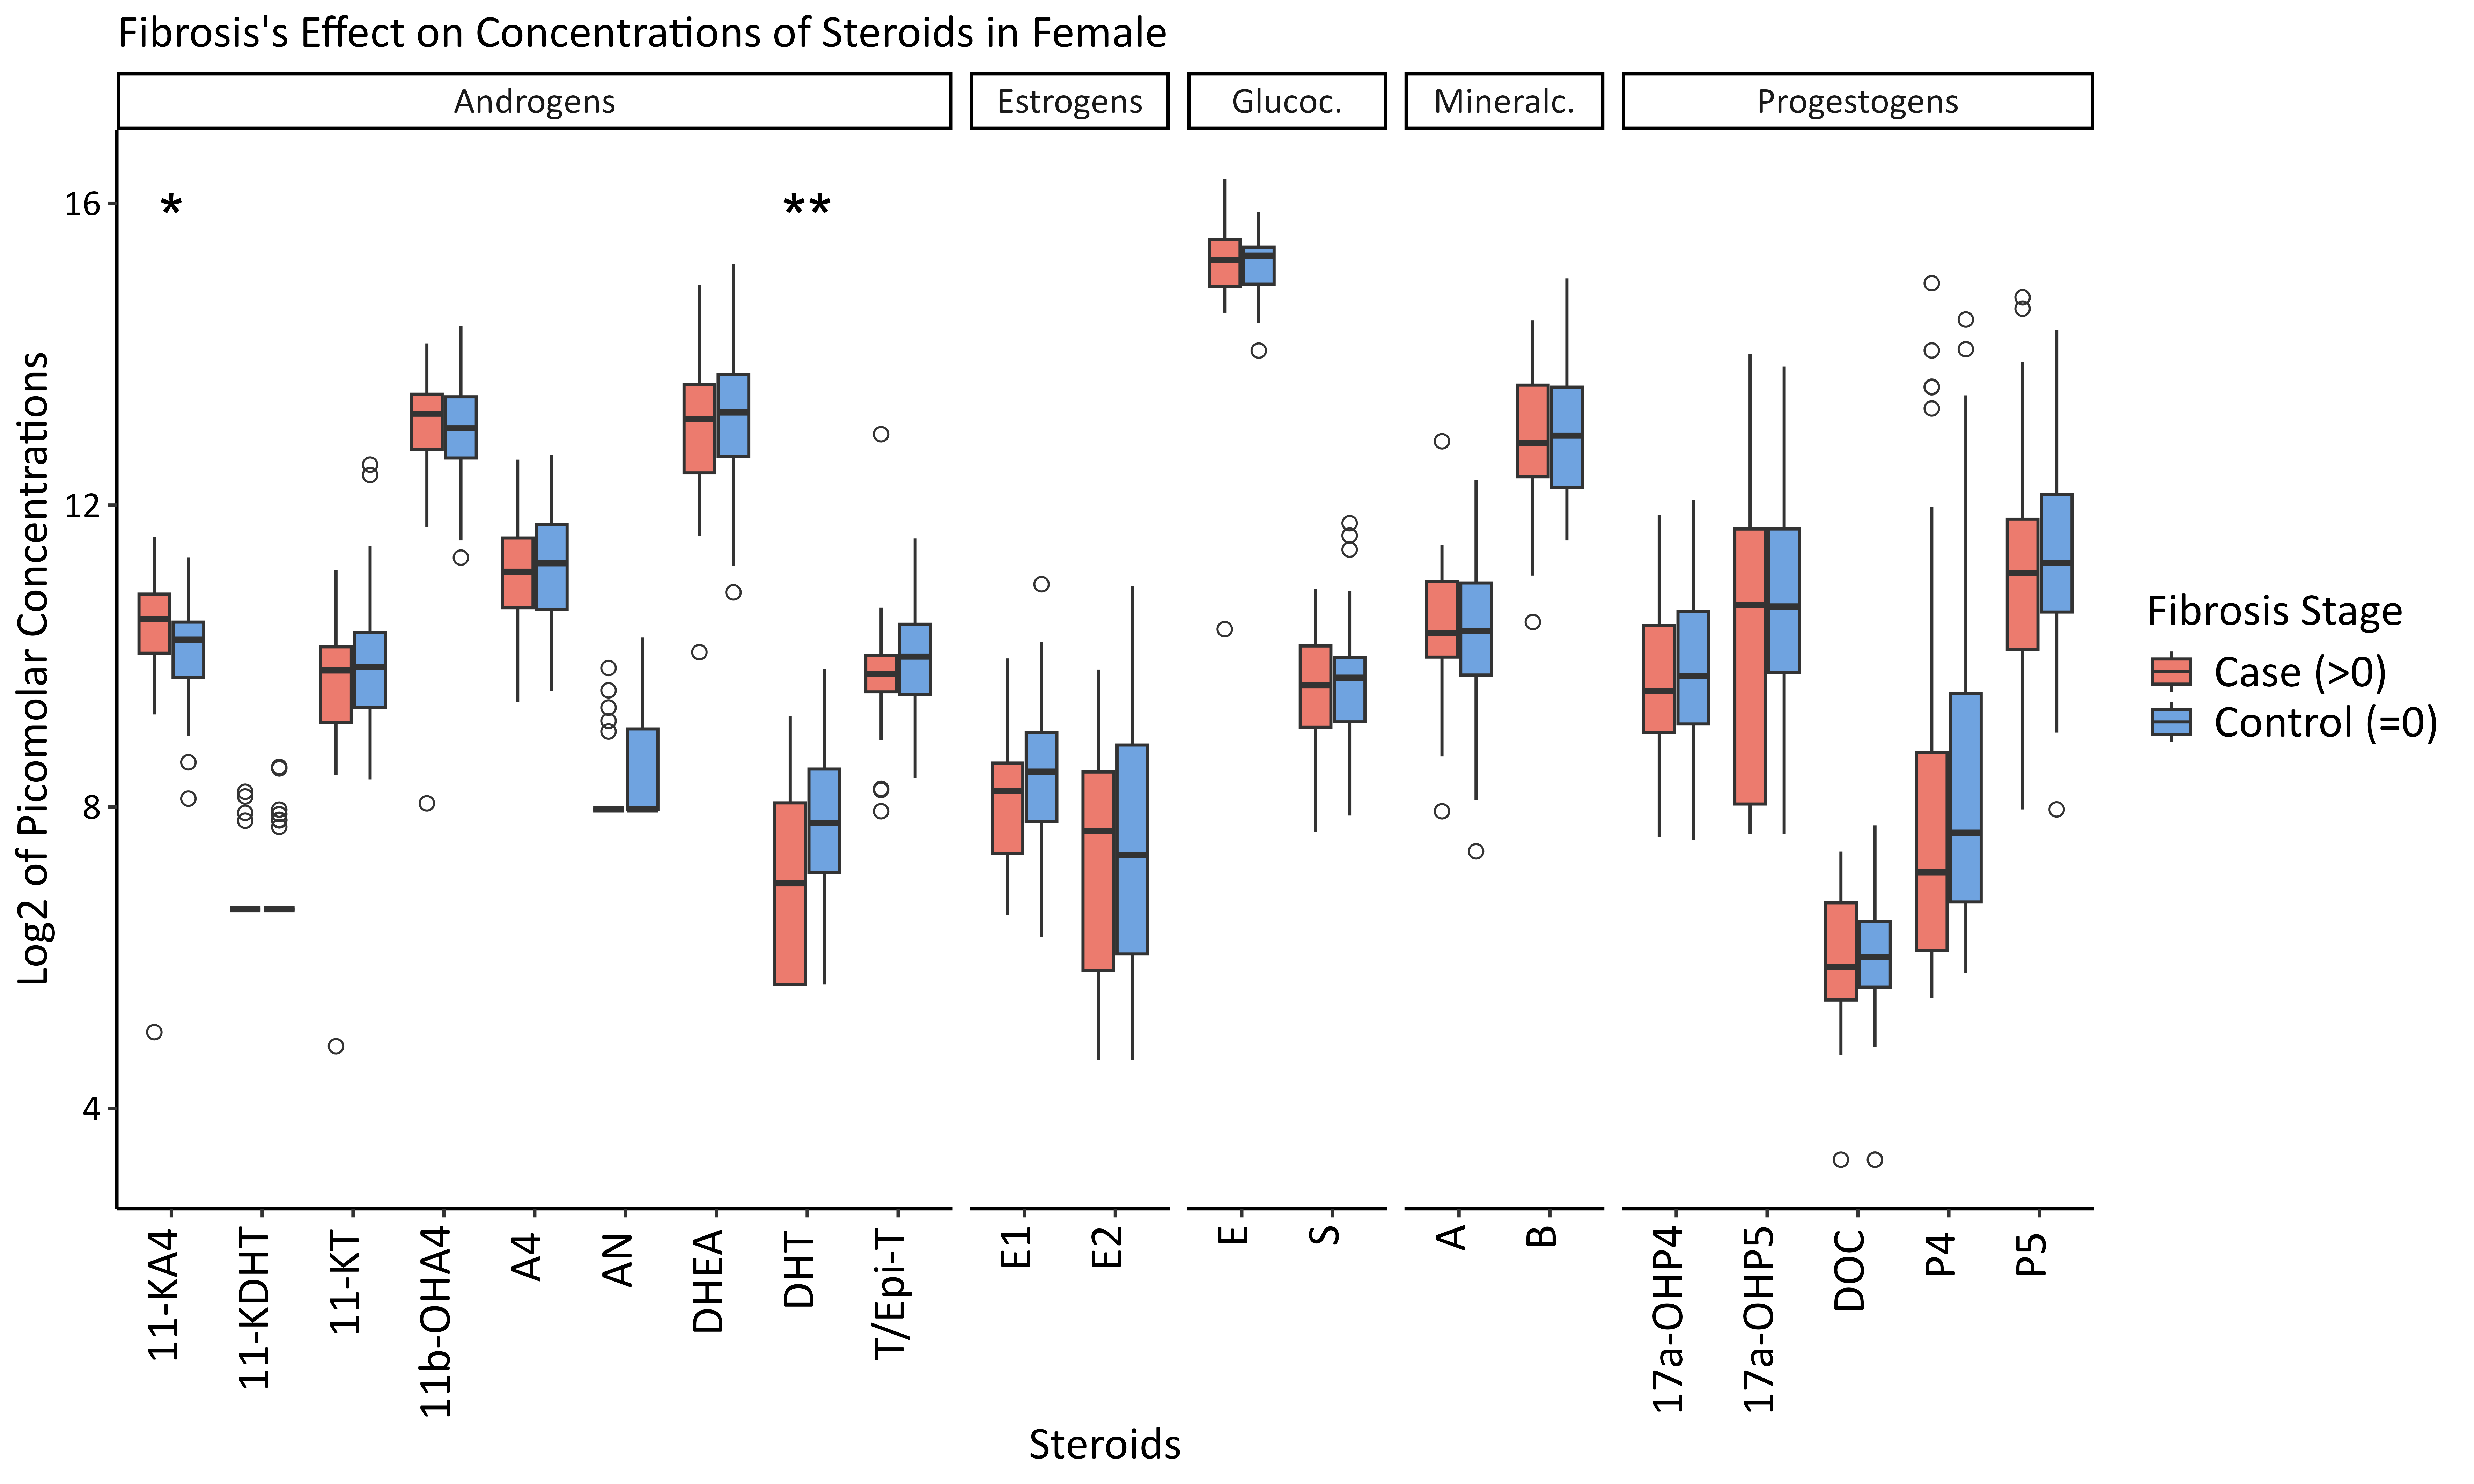 Fibrosis's Effect on Concentrations of Steroids in Female
Androgens
Estrogens
Glucoc.
Mineralc.
Progestogens
*
**
16
12
8
4
Log2 of Picomolar Concentrations
11-KA4
11-KDHT
11-KT
11b-OHA4
A4
AN
DHEA
DHT
T/Epi-T
E1
E2
E
S
A
B
17a-OHP4
17a-OHP5
DOC
P4
P5
Steroids
Fibrosis Stage
Case (>0)
Control (=0)